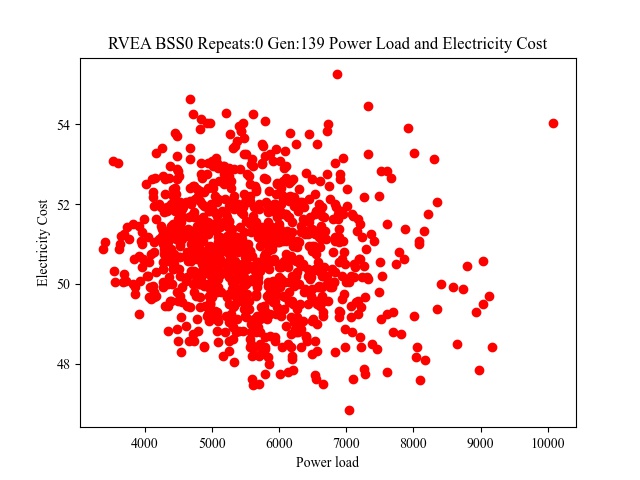 RVEA BSS0 Repeats:0 Gen:139 Power Load and Electricity Cost
Electricity Cost
54
52
50
48
4000 5000 6000 7000 8000 9000 10000
Power load